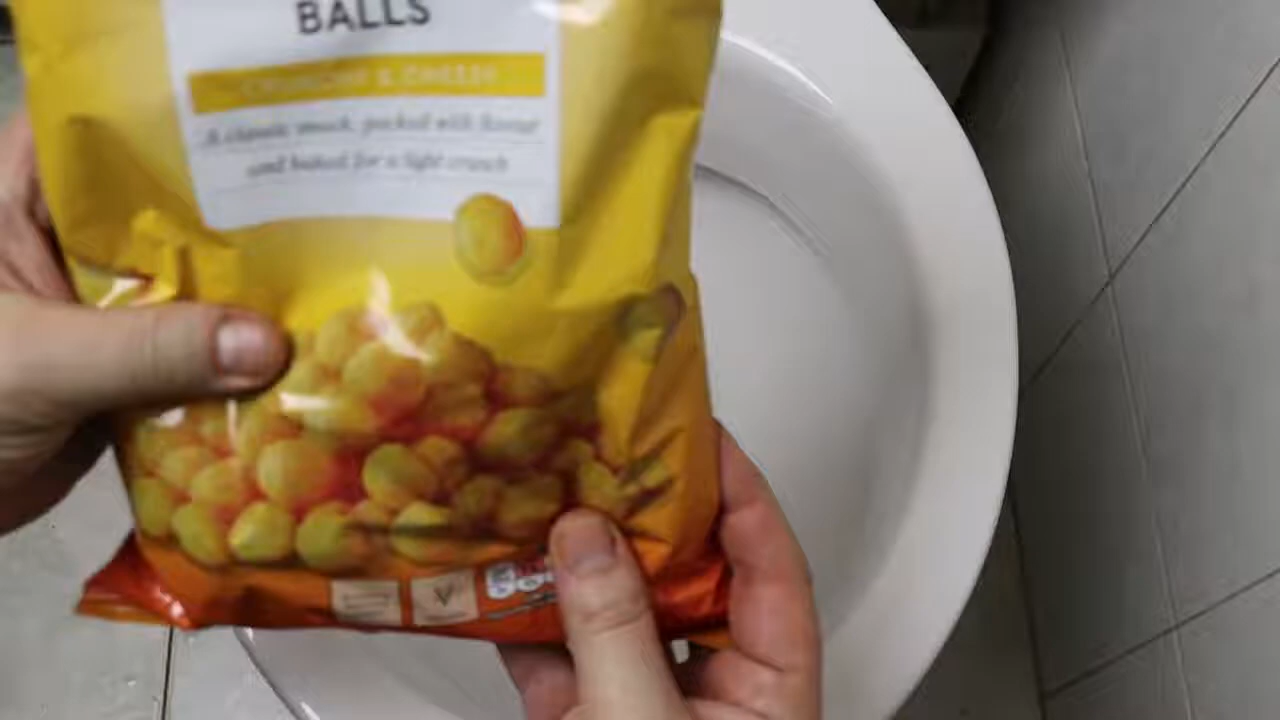 BALLS
CRUNCHY & CHEESY
A classic snack, packed with flavour
and baked for a light crunch
V